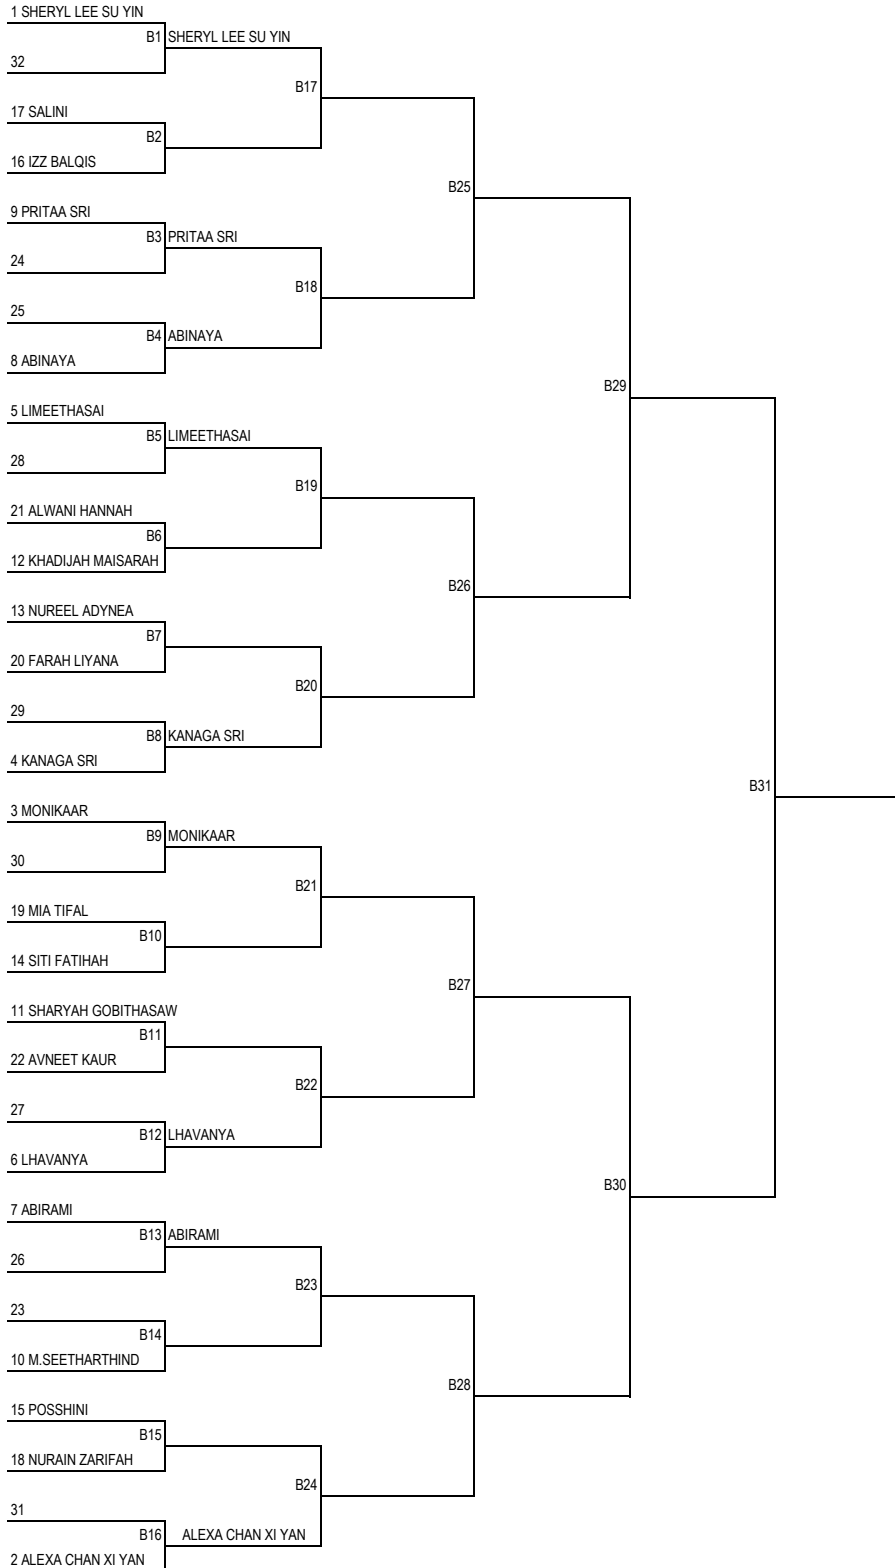 1 SHERYL LEE SU YIN
B1 SHERYL LEE SU YIN
32
B17
17 SALINI
B2
16 IZZ BALQIS
B25
9 PRITAA SRI
B3 PRITAA SRI
24
B18
25
B4 ABINAYA
8 ABINAYA
B29
5 LIMEETHASAI
B5 LIMEETHASAI
28
B19
21 ALWANI HANNAH
B6
12 KHADIJAH MAISARAH
B26
13 NUREEL ADYNEA
B7
20 FARAH LIYANA
B20
29
B8 KANAGA SRI
4 KANAGA SRI
B31
3 MONIKAAR
B9 MONIKAAR
30
B21
19 MIA TIFAL
B10
14 SITI FATIHAH
B27
11 SHARYAH GOBITHASAW
B11
22 AVNEET KAUR
B22
27
B12 LHAVANYA
6 LHAVANYA
B30
7 ABIRAMI
B13 ABIRAMI
26
B23
23
B14
10 M.SEETHARTHIND
B28
15 POSSHINI
B15
18 NURAIN ZARIFAH
B24
31
B16 ALEXA CHAN XI YAN
2 ALEXA CHAN XI YAN